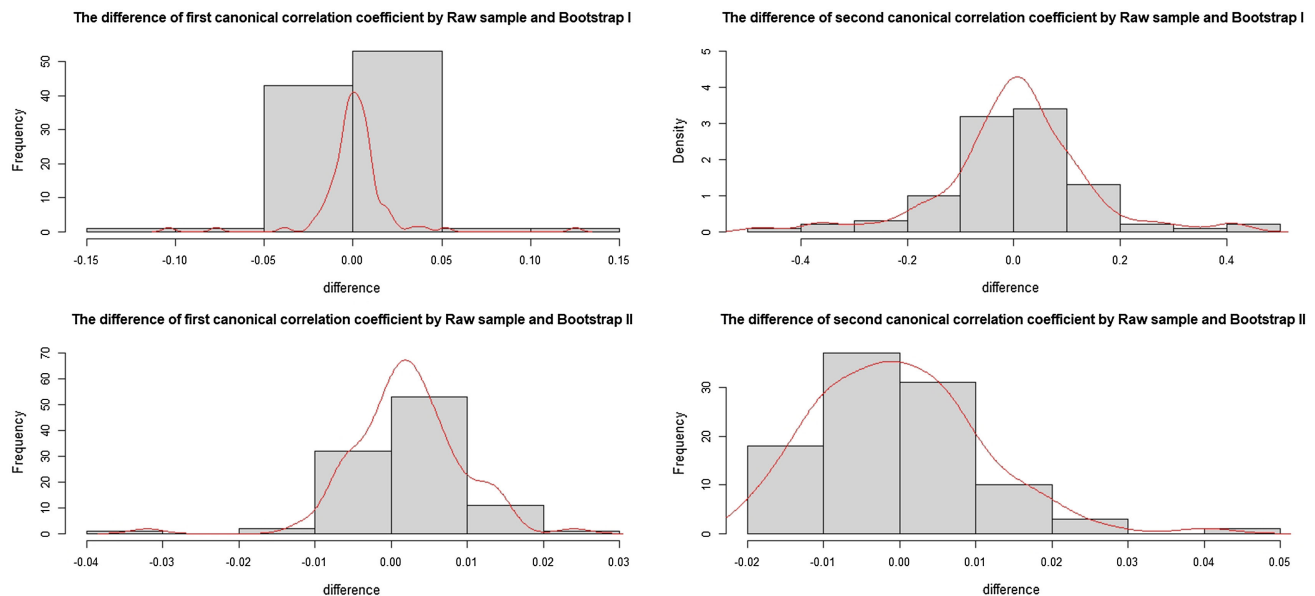 The difference of first canonical correlation coefficient by Raw sample and Bootstrap I
Frequency
50
40
30
20
10
0
-0.15 -0.10 -0.05 0.00 0.05 0.10 0.15
difference
The difference of second canonical correlation coefficient by Raw sample and Bootstrap I
Density
5
4
3
2
1
0
-0.4 -0.2 0.0 0.2 0.4
difference
The difference of first canonical correlation coefficient by Raw sample and Bootstrap II
Frequency
70
60
50
40
30
20
10
0
-0.04 -0.03 -0.02 -0.01 0.00 0.01 0.02 0.03
difference
The difference of second canonical correlation coefficient by Raw sample and Bootstrap II
Frequency
30
20
10
0
-0.02 -0.01 0.00 0.01 0.02 0.03 0.04 0.05
difference